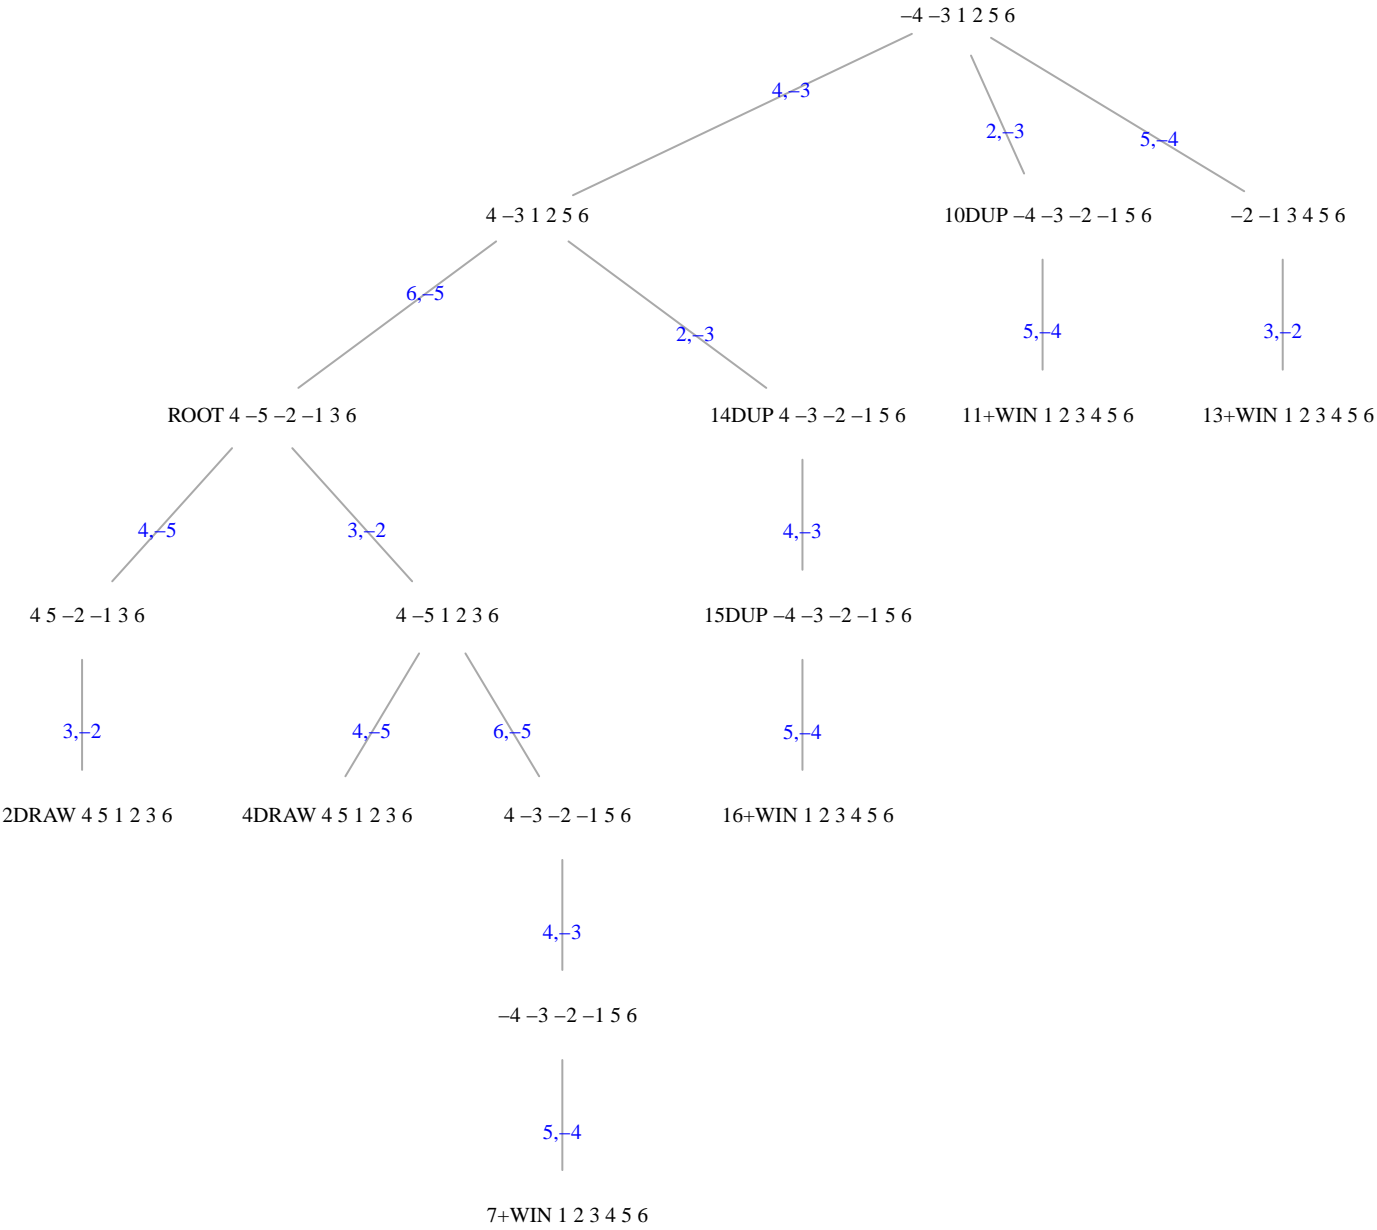 –4 –3 1 2 5 6
4,–3
2,–3
5,–4
4 –3 1 2 5 6
10DUP –4 –3 –2 –1 5 6
–2 –1 3 4 5 6
6,–5
2,–3
5,–4
3,–2
ROOT 4 –5 –2 –1 3 6
14DUP 4 –3 –2 –1 5 6
11+WIN 1 2 3 4 5 6
13+WIN 1 2 3 4 5 6
4,–5
3,–2
4,–3
4 5 –2 –1 3 6
4 –5 1 2 3 6
15DUP –4 –3 –2 –1 5 6
3,–2
4,–5
6,–5
5,–4
2DRAW 4 5 1 2 3 6
4DRAW 4 5 1 2 3 6
4 –3 –2 –1 5 6
16+WIN 1 2 3 4 5 6
4,–3
–4 –3 –2 –1 5 6
5,–4
7+WIN 1 2 3 4 5 6